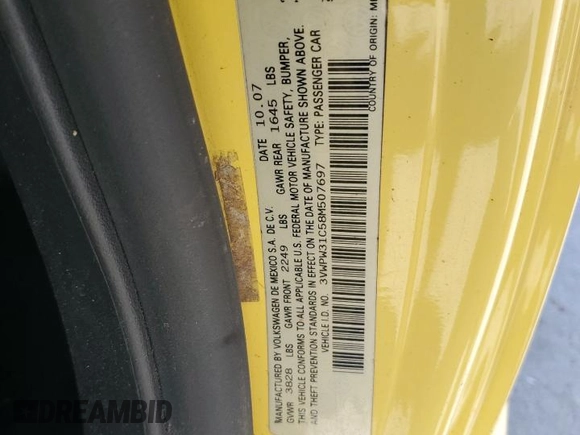 MANUFACTURED BY VOLKSWAGEN DE MEXICO S.A. DE C.V. DATE 10.07
GVWR 3828 LBS GAWR FRONT 2249 LBS GAWR REAR 1645 LBS
THIS VEHICLE CONFORMS TO ALL APPLICABLE U.S. FEDERAL MOTOR VEHICLE SAFETY, BUMPER,
THEFT PREVENTION STANDARDS IN EFFECT ON THE DATE OF MANUFACTURE SHOWN ABOVE.
VEHICLE I.D. NO. 3VWPW31C58M507697 TYPE: PASSENGER CAR
COUNTRY OF ORIGIN:
DREAMBID